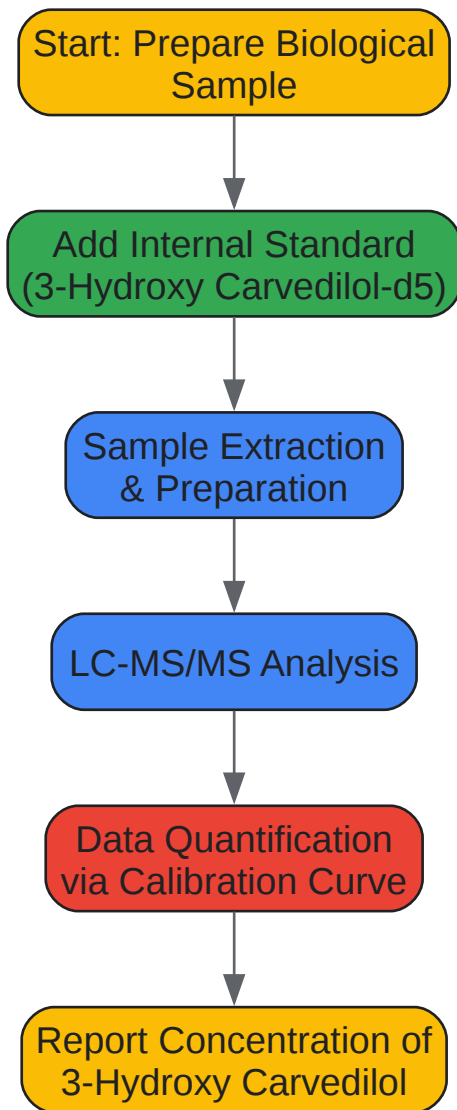 Start: Prepare Biological
Sample
Add Internal Standard
(3-Hydroxy Carvedilol-d5)
Sample Extraction
& Preparation
LC-MS/MS Analysis
Data Quantification
via Calibration Curve
Report Concentration of
3-Hydroxy Carvedilol